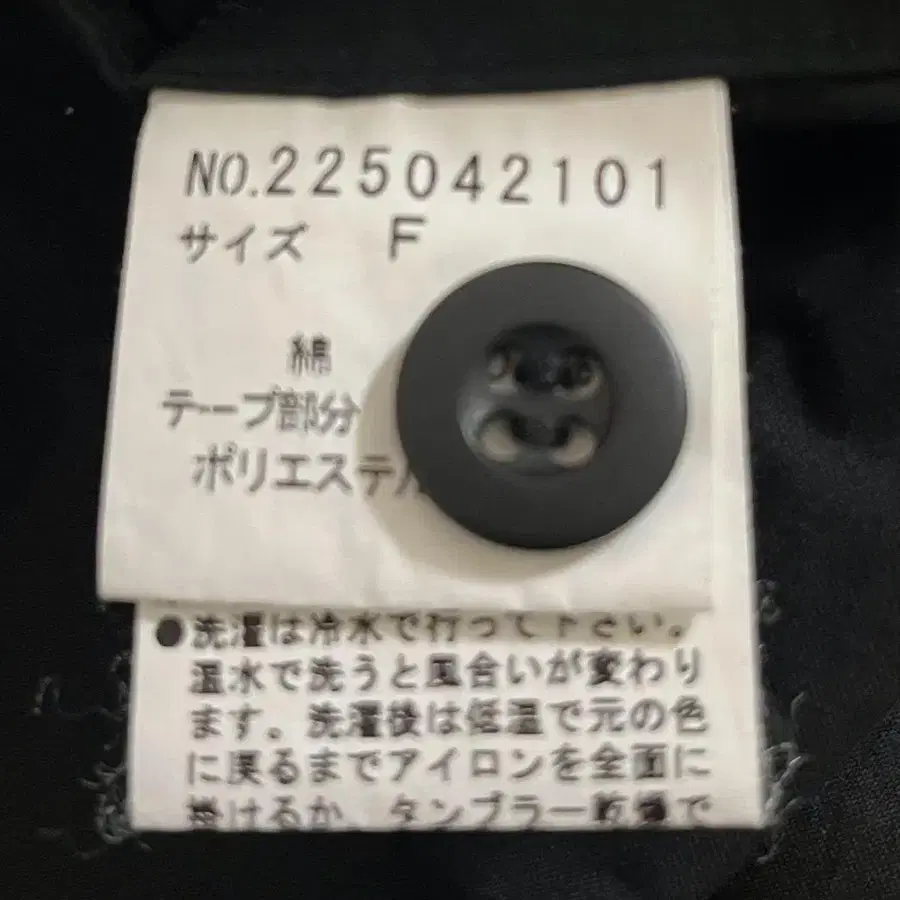 NO.225042101
サイズ F
綿
テープ部分
ポリエステル
●洗濯は冷水で行って下さい。
温水で洗うと風合いが変わり
ます。洗濯後は低温で元の色
に戻るまでアイロンを全面に
掛けるか、タンブラー乾燥で